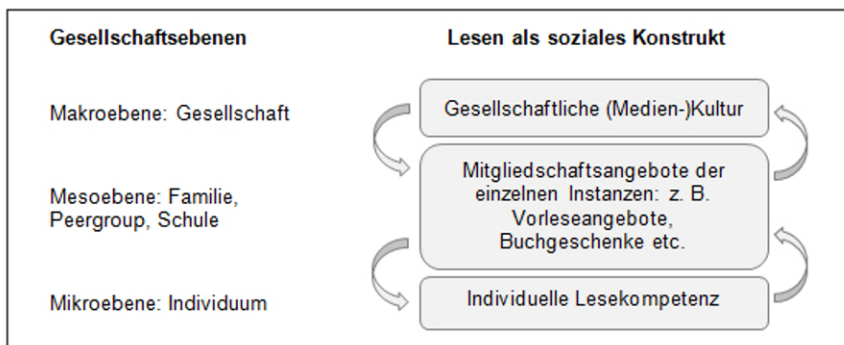 Gesellschaftsebenen
Lesen als soziales Konstrukt
Makroebene: Gesellschaft
Gesellschaftliche (Medien-)Kultur
Mesoebene: Familie,
Peergroup, Schule
Mitgliedschaftsangebote der
einzelnen Instanzen: z. B.
Vorleseangebote,
Buchgeschenke etc.
Mikroebene: Individuum
Individuelle Lesekompetenz